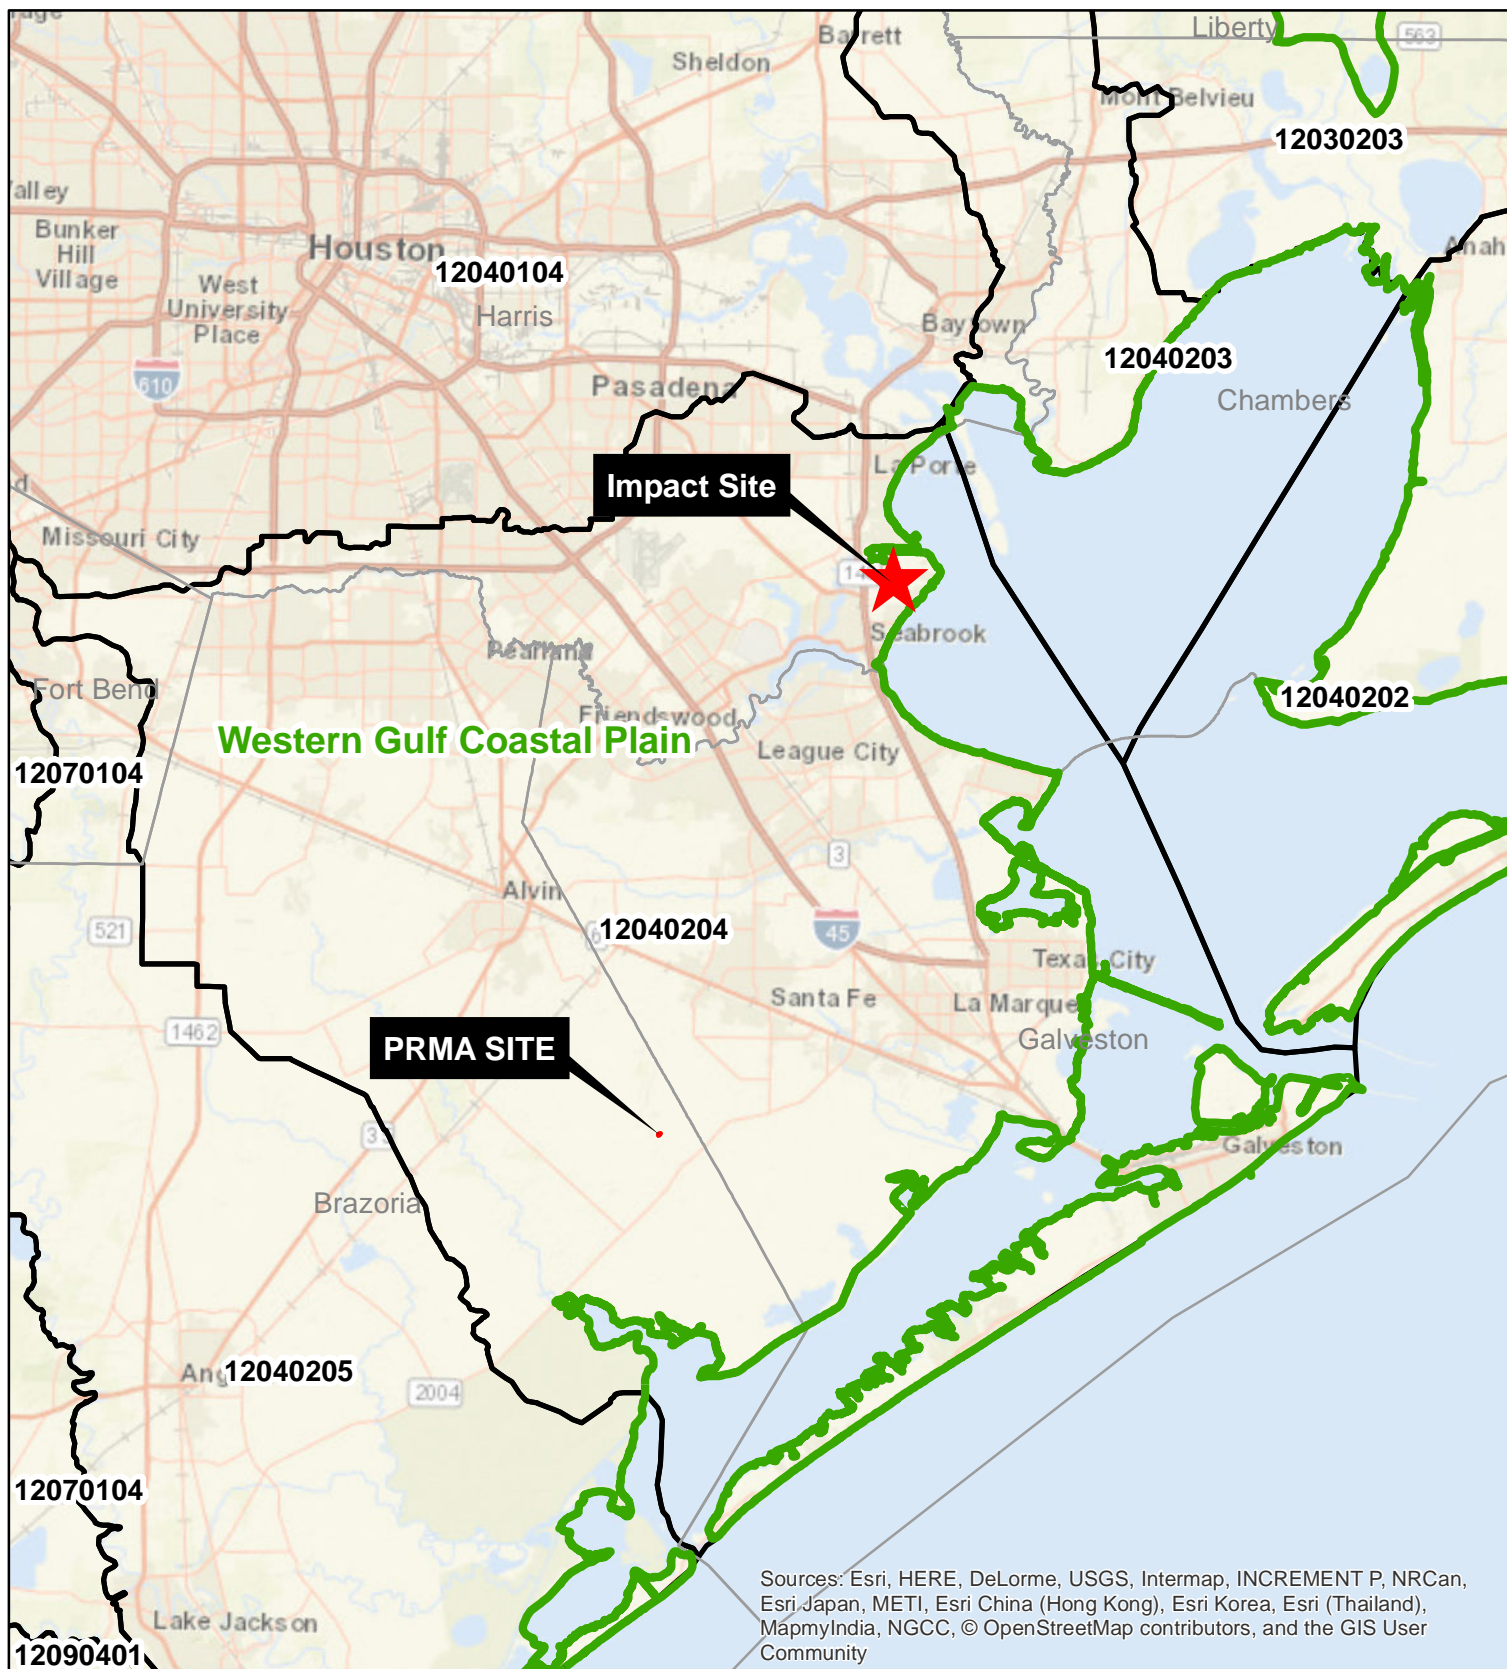 Liberty
563
Barrett
Sheldon
Mont Belvieu
12030203
alley
Bunker
Hill
Village
Houston
12040104
Anah
West
University
Place
Harris
Baytown
12040203
610
Pasadena
Chambers
La Porte
Impact Site
d
Missouri City
Seabrook
Pearland
Fort Bend
12040202
Friendswood
Western Gulf Coastal Plain
League City
12070104
3
Alvin
521
12040204
45
Texas City
Santa Fe
La Marque
1462
Galveston
PRMA SITE
Galveston
Brazoria
Ang
12040205
2004
12070104
Sources: Esri, HERE, DeLorme, USGS, Intermap, INCREMENT P, NRCan,
Esri Japan, METI, Esri China (Hong Kong), Esri Korea, Esri (Thailand),
MapmyIndia, NGCC, © OpenStreetMap contributors, and the GIS User
Community
Lake Jackson
12090401